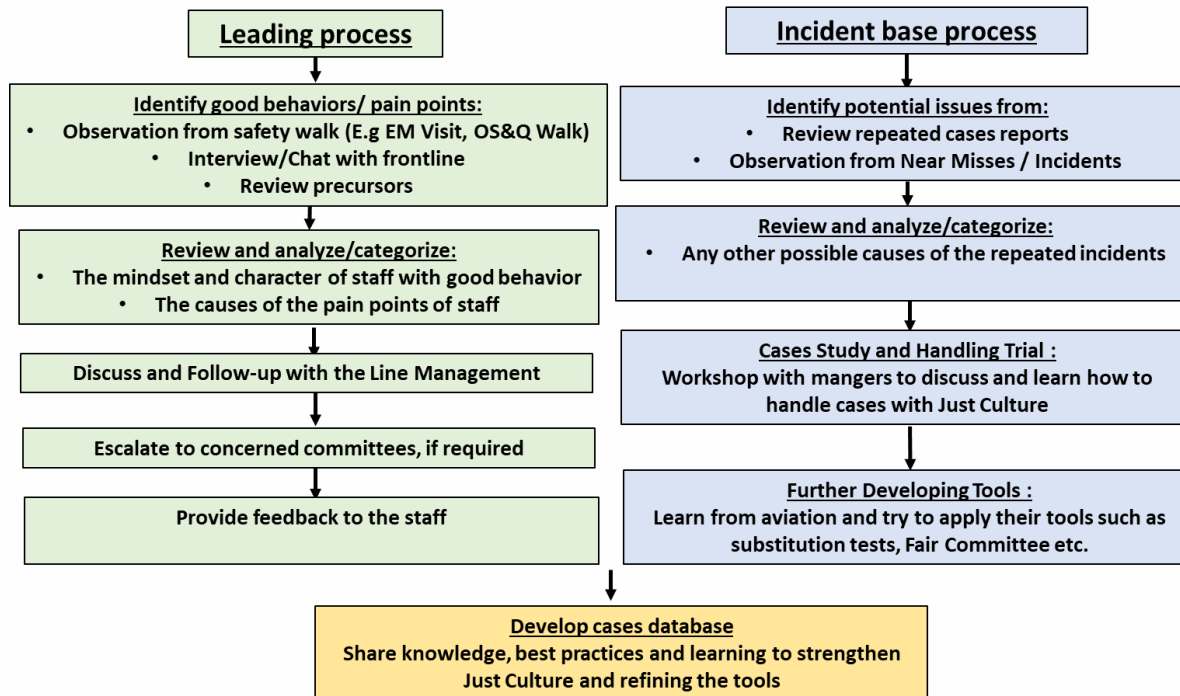 Leading process
Identify good behaviors/ pain points:
• Observation from safety walk (E.g EM Visit, OS&Q Walk)
• Interview/Chat with frontline
• Review precursors
Review and analyze/categorize:
• The mindset and character of staff with good behavior
• The causes of the pain points of staff
Discuss and Follow-up with the Line Management
Escalate to concerned committees, if required
Provide feedback to the staff
Incident base process
Identify potential issues from:
• Review repeated cases reports
• Observation from Near Misses / Incidents
Review and analyze/categorize:
• Any other possible causes of the repeated incidents
Cases Study and Handling Trial :
Workshop with mangers to discuss and learn how to
handle cases with Just Culture
Further Developing Tools :
Learn from aviation and try to apply their tools such as
substitution tests, Fair Committee etc.
Develop cases database
Share knowledge, best practices and learning to strengthen
Just Culture and refining the tools